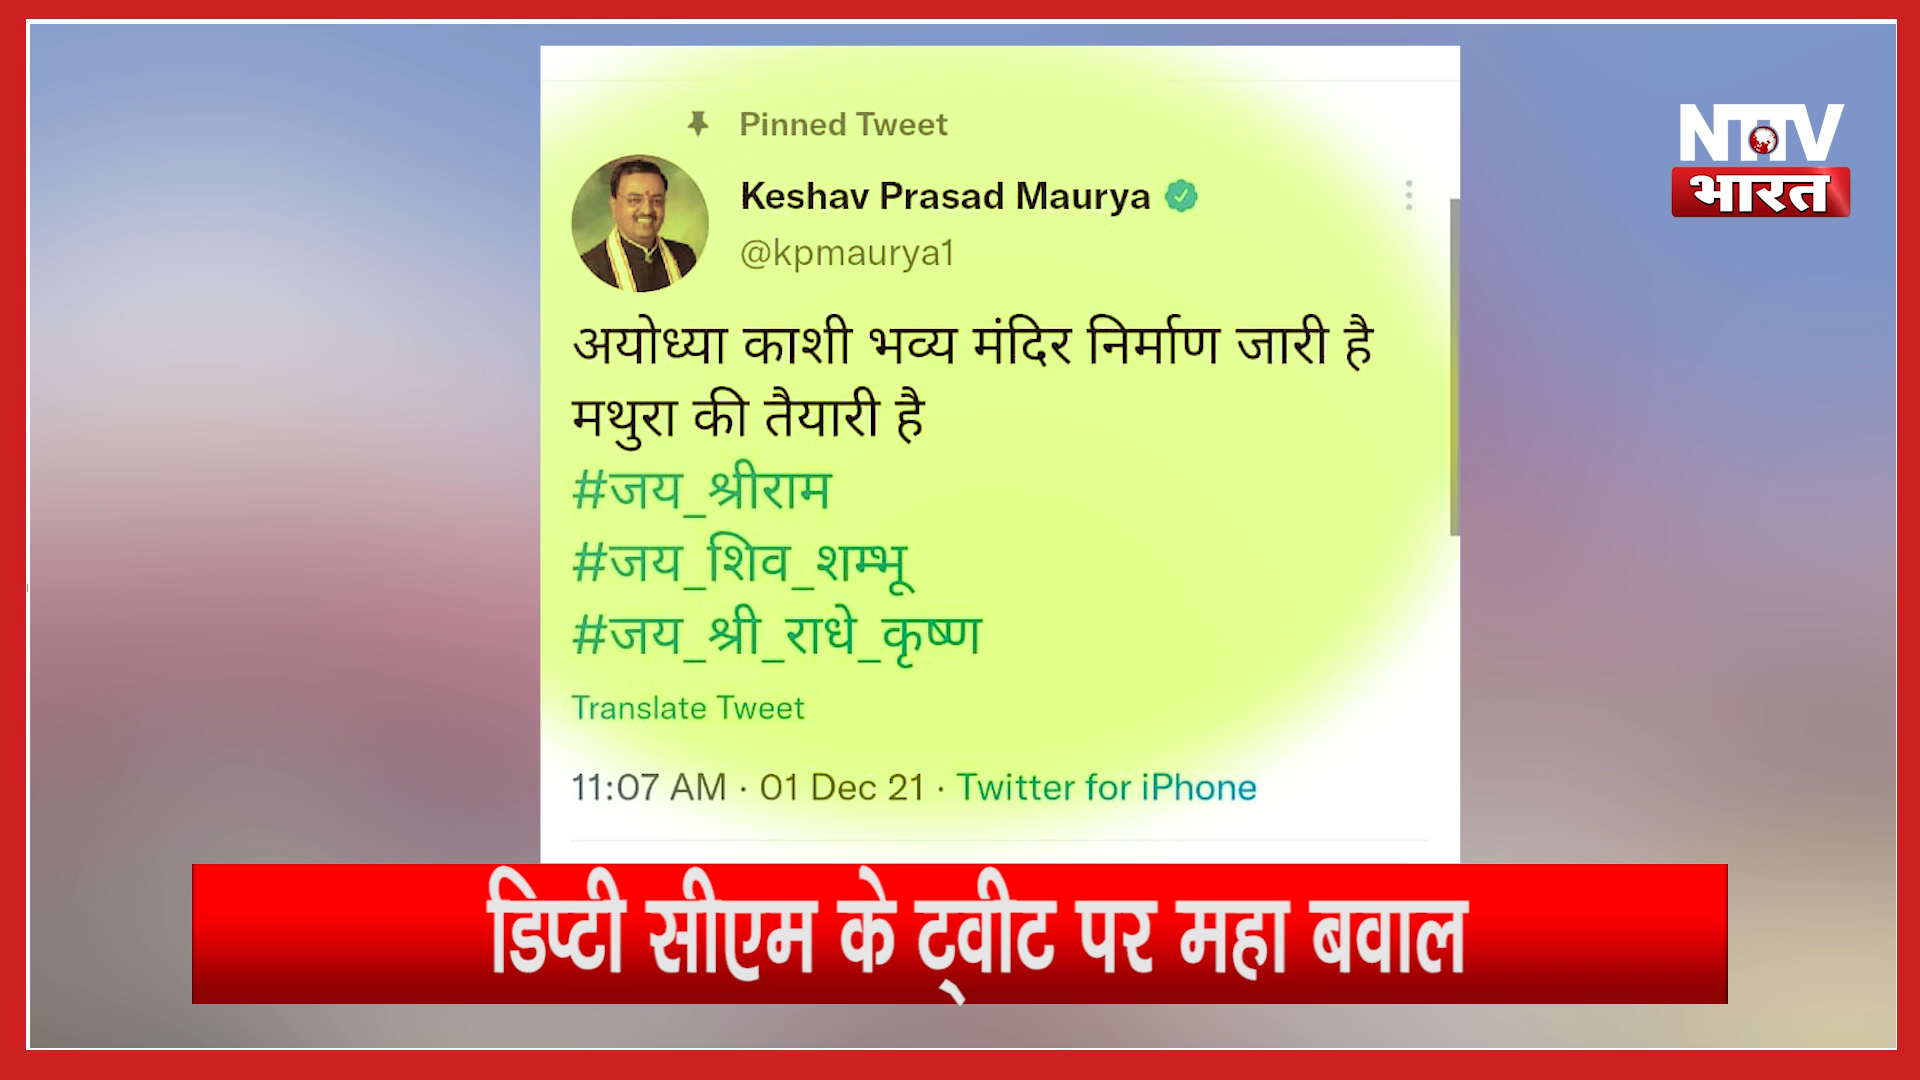 Pinned Tweet
NTTV
भारत
Keshav Prasad Maurya
@kpmaurya1
अयोध्या काशी भव्य मंदिर निर्माण जारी है
मथुरा की तैयारी है
#जय_श्रीराम
#जय_शिव_शम्भू
#जय_श्री_राधे_कृष्ण
Translate Tweet
11:07 AM · 01 Dec 21 · Twitter for iPhone
डिप्टी सीएम के ट्वीट पर महा बवाल